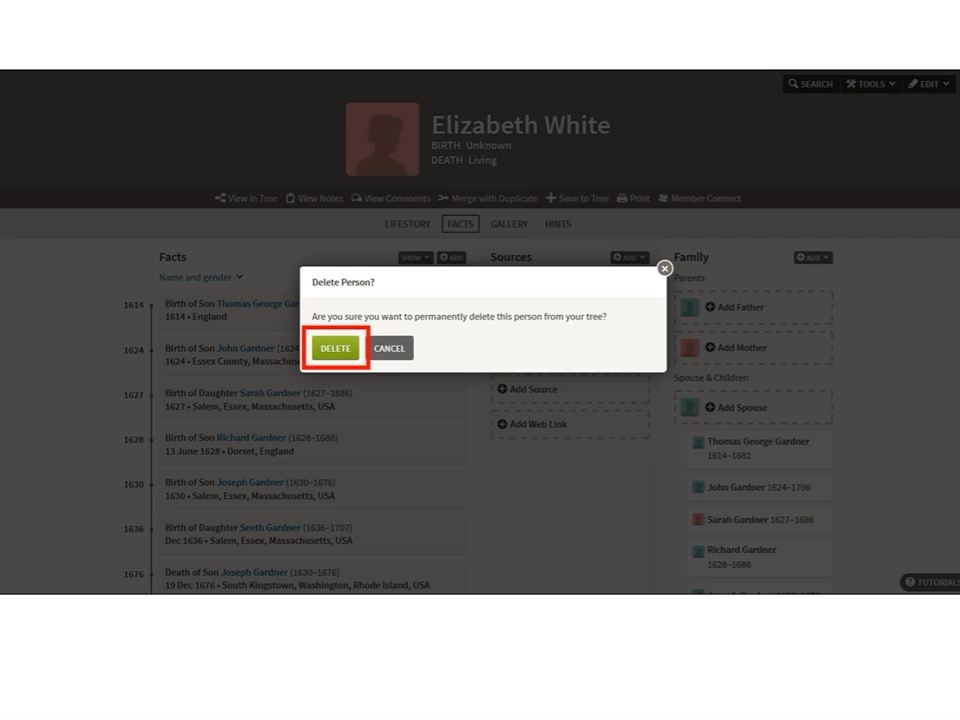 SEARCH TOOLS EDIT
Elizabeth White
BIRTH Unknown
DEATH Living
View in Tree View Notes View Comments Merge with Duplicate Save to Tree Print Member Connect
LIFESTORY FACTS GALLERY HINTS
Facts SHOW ADD
Name and gender
1614 Birth of Son Thomas George Gar
1614 • England
1624 Birth of Son John Gardner (1624
1624 • Essex County, Massachus
1627 Birth of Daughter Sarah Gardner (1627–1686)
1627 • Salem, Essex, Massachusetts, USA
1628 Birth of Son Richard Gardner (1628–1688)
13 June 1628 • Dorset, England
1630 Birth of Son Joseph Gardner (1630–1676)
1630 • Salem, Essex, Massachusetts, USA
1636 Birth of Daughter Seeth Gardner (1636–1707)
Dec 1636 • Salem, Essex, Massachusetts, USA
1676 Death of Son Joseph Gardner (1630–1676)
19 Dec 1676 • South Kingstown, Washington, Rhode Island, USA
Sources ADD
Delete Person?
Are you sure you want to permanently delete this person from your tree?
DELETE CANCEL
Add Source
Add Web Link
Family ADD
Parents
Add Father
Add Mother
Spouse & Children
Add Spouse
Thomas George Gardner
1614–1682
John Gardner 1624–1706
Sarah Gardner 1627–1686
Richard Gardner
1628–1688
TUTORIALS